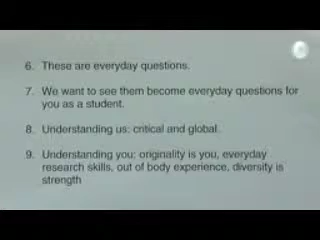 6. These are everyday questions.
7. We want to see them become everyday questions for
you as a student.
8. Understanding us: critical and global.
9. Understanding you: originality is you, everyday
research skills, out of body experience, diversity is
strength